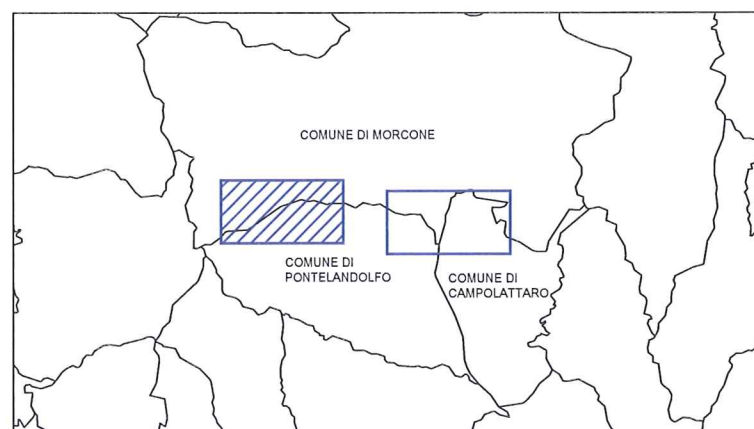 COMUNE DI MORCONE
COMUNE DI
PONTELANDOLFO
COMUNE DI
CAMPOLATTARO